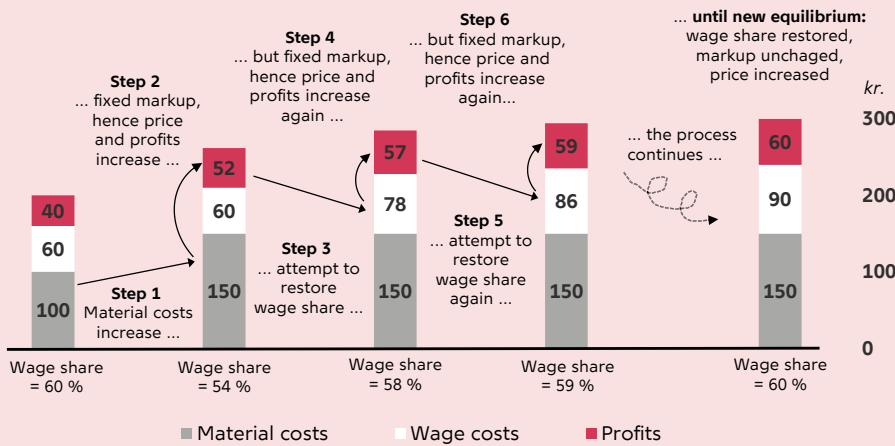 Step 2
... fixed markup,
hence price
and profits
increase ...
Step 4
... but fixed markup,
hence price and
profits increase
again ...
Step 6
... but fixed markup,
hence price and
profits increase
again...
... until new equilibrium:
wage share restored,
markup unchaged,
price increased
kr.
300
200
100
0
... the process
continues ...
40
60
100
52
60
150
57
78
150
59
86
150
60
90
150
Step 1
Material costs
increase ...
Step 3
... attempt to
restore
wage share ...
Step 5
... attempt to
restore
wage share
again ...
Wage share
= 60 %
Wage share
= 54 %
Wage share
= 58 %
Wage share
= 59 %
Wage share
= 60 %
Material costs
Wage costs
Profits